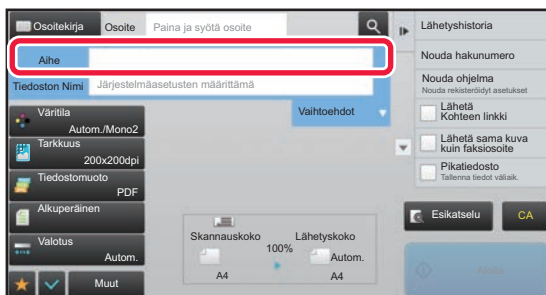 Osoitekirja
Osoite
Paina ja syötä osoite
Aihe
Tiedoston Nimi
Järjestelmäasetusten määrittämä
Vaihtoehdot
Väritila
Autom./Mono2
Tarkkuus
200x200dpi
Tiedostomuoto
PDF
Alkuperäinen
Valotus
Autom.
Muut
Skannauskoko
A4
100%
Lähetyskoko
Autom.
A4
Lähetyshistoria
Nouda hakunumero
Nouda ohjelma
Nouda rekisteröidyt asetukset
Lähetä
Kohteen linkki
Lähetä sama kuva
kuin faksiosoite
Pikatiedosto
Tallenna tiedot väliaik.
Esikatselu
CA